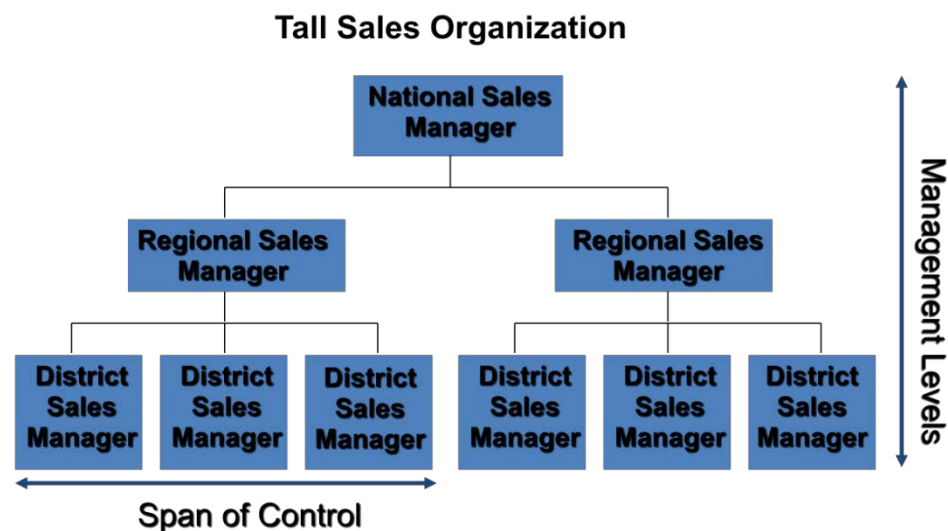 Tall Sales Organization
National Sales
Manager
Regional Sales
Manager
Regional Sales
Manager
District
Sales
Manager
District
Sales
Manager
District
Sales
Manager
District
Sales
Manager
District
Sales
Manager
District
Sales
Manager
Span of Control
Management Levels